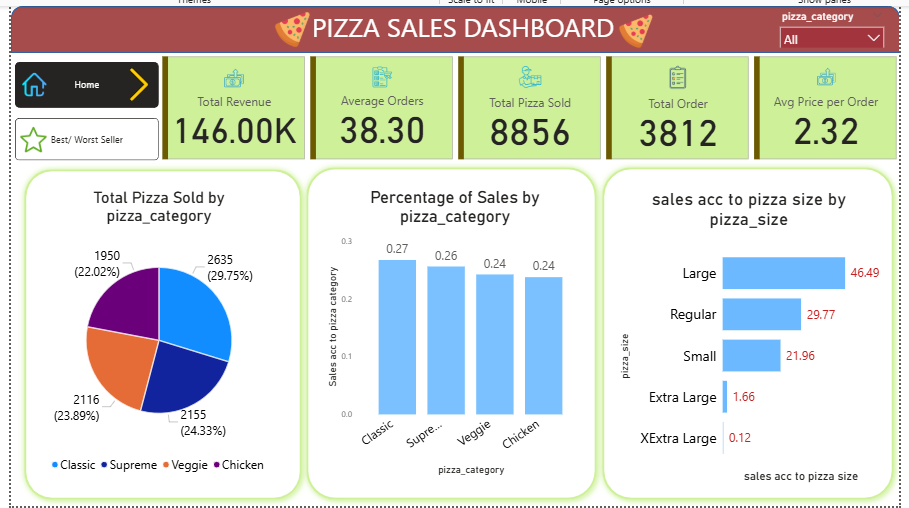 Themes Scale to fit Mobile Page options Show panes
PIZZA SALES DASHBOARD
pizza_category
All
Home
Best/ Worst Seller
Total Revenue
146.00K
Average Orders
38.30
Total Pizza Sold
8856
Total Order
3812
Avg Price per Order
2.32
Total Pizza Sold by
pizza_category
1950
(22.02%)
2635
(29.75%)
2116
(23.89%)
2155
(24.33%)
Classic Supreme Veggie Chicken
Percentage of Sales by
pizza_category
Sales acc to pizza category
0.3
0.2
0.1
0.0
0.27
0.26
0.24
0.24
Classic
Supre...
Veggie
Chicken
pizza_category
sales acc to pizza size by
pizza_size
pizza_size
Large 46.49
Regular 29.77
Small 21.96
Extra Large 1.66
XExtra Large 0.12
sales acc to pizza size